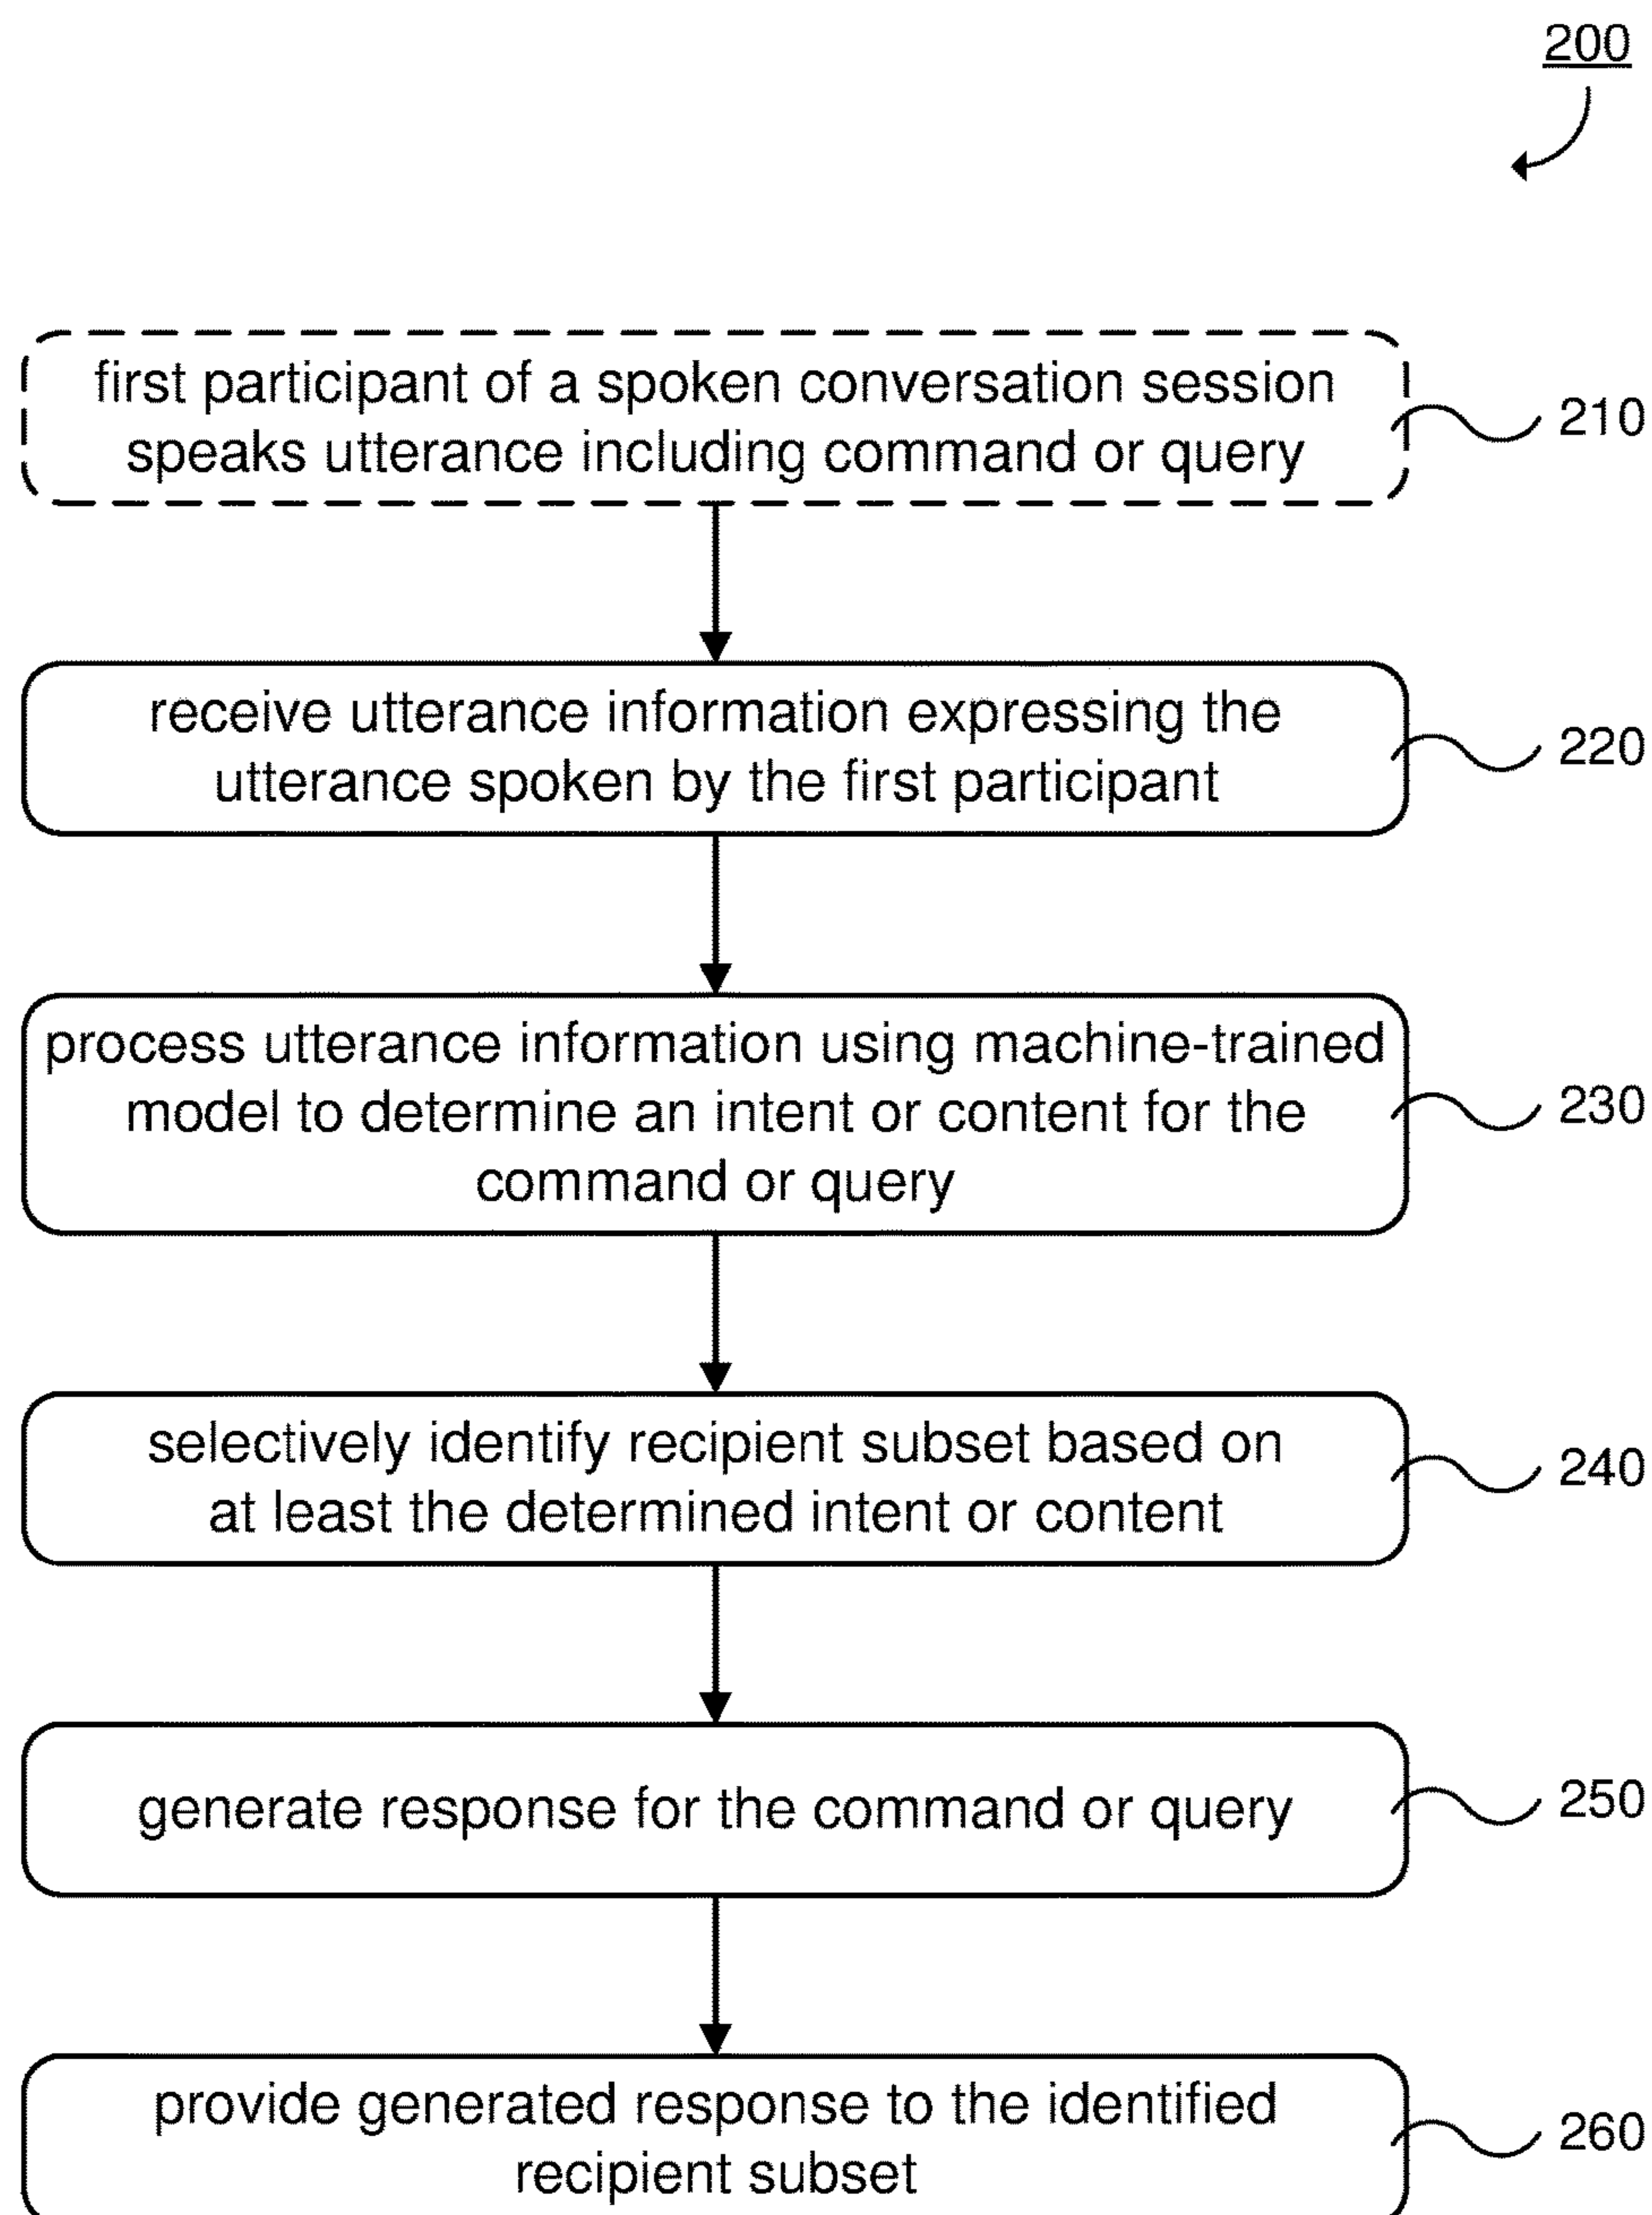 200
first participant of a spoken conversation session
speaks utterance including command or query
210
receive utterance information expressing the
utterance spoken by the first participant
220
process utterance information using machine-trained
model to determine an intent or content for the
command or query
230
selectively identify recipient subset based on
at least the determined intent or content
240
generate response for the command or query
250
provide generated response to the identified
recipient subset
260